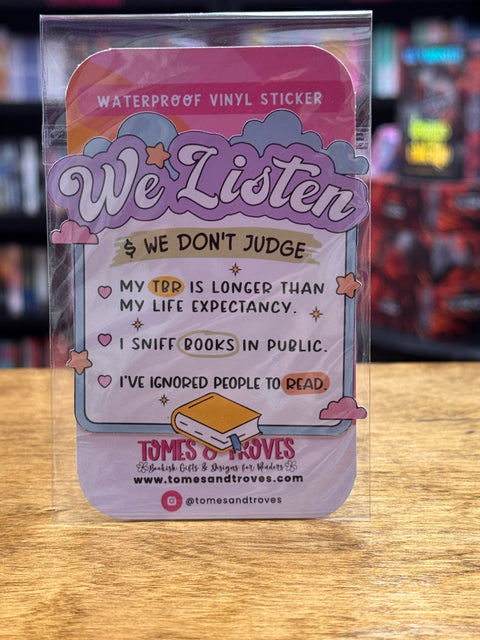 WATERPROOF VINYL STICKER
We Listen
& WE DON'T JUDGE
MY TBR IS LONGER THAN
MY LIFE EXPECTANCY.
I SNIFF BOOKS IN PUBLIC.
I'VE IGNORED PEOPLE TO READ.
TOMES & TROVES
Bookish Gifts & Designs for Readers
www.tomesandtroves.com
@tomesandtroves